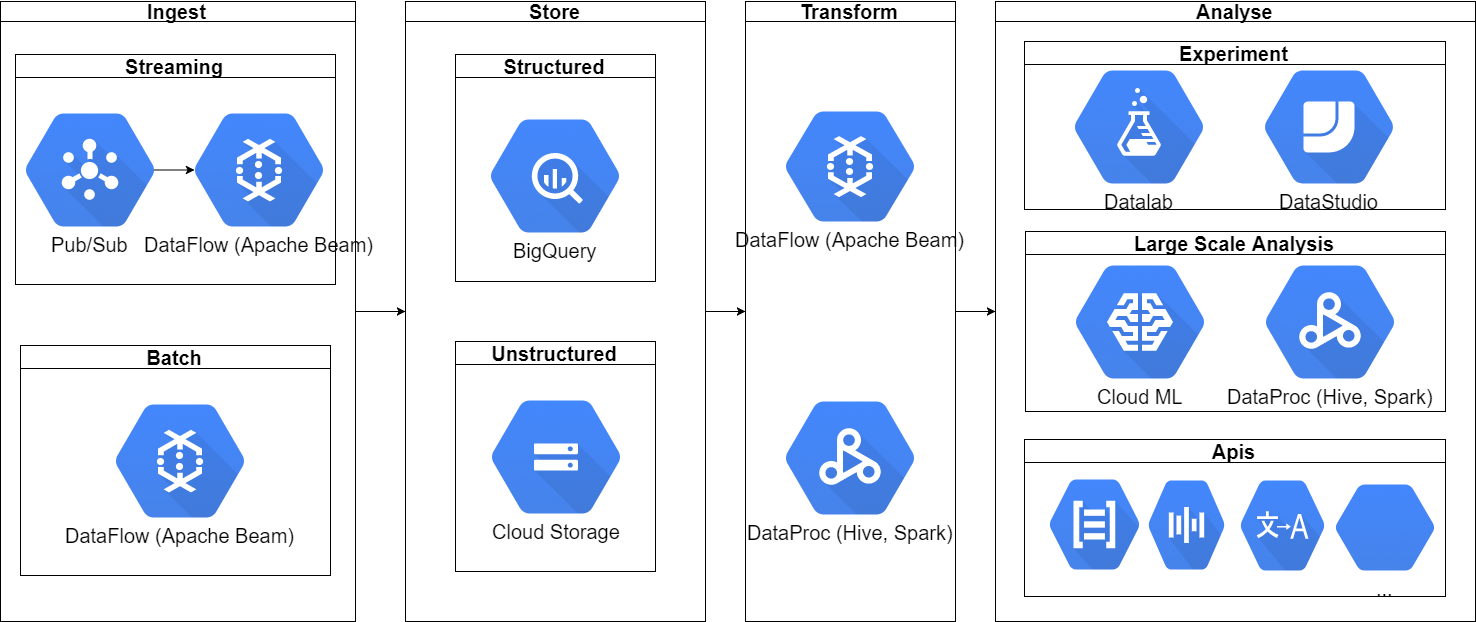 Ingest
Streaming
Pub/Sub
DataFlow (Apache Beam)
Batch
DataFlow (Apache Beam)
Store
Structured
BigQuery
Unstructured
Cloud Storage
Transform
DataFlow (Apache Beam)
DataProc (Hive, Spark)
Analyse
Experiment
Datalab
DataStudio
Large Scale Analysis
Cloud ML
DataProc (Hive, Spark)
Apis
文→A
...